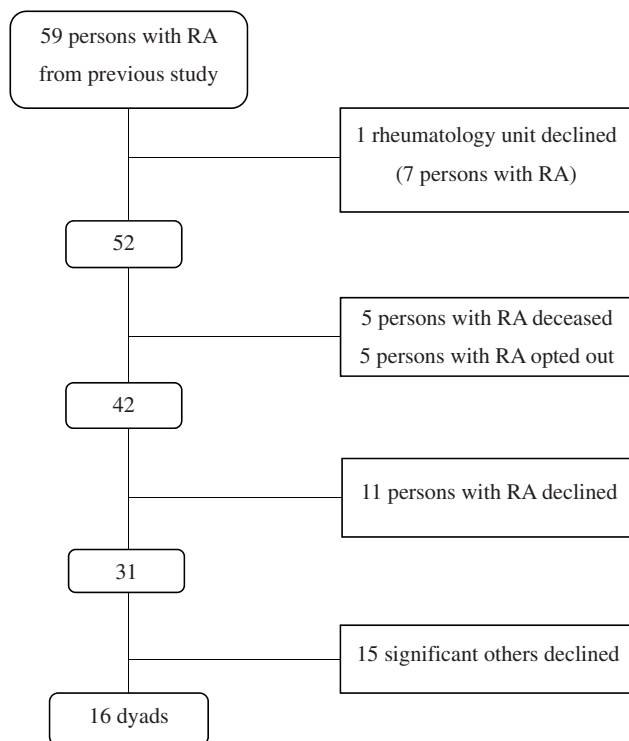 59 persons with RA
from previous study
1 rheumatology unit declined
(7 persons with RA)
52
5 persons with RA deceased
5 persons with RA opted out
42
11 persons with RA declined
31
15 significant others declined
16 dyads